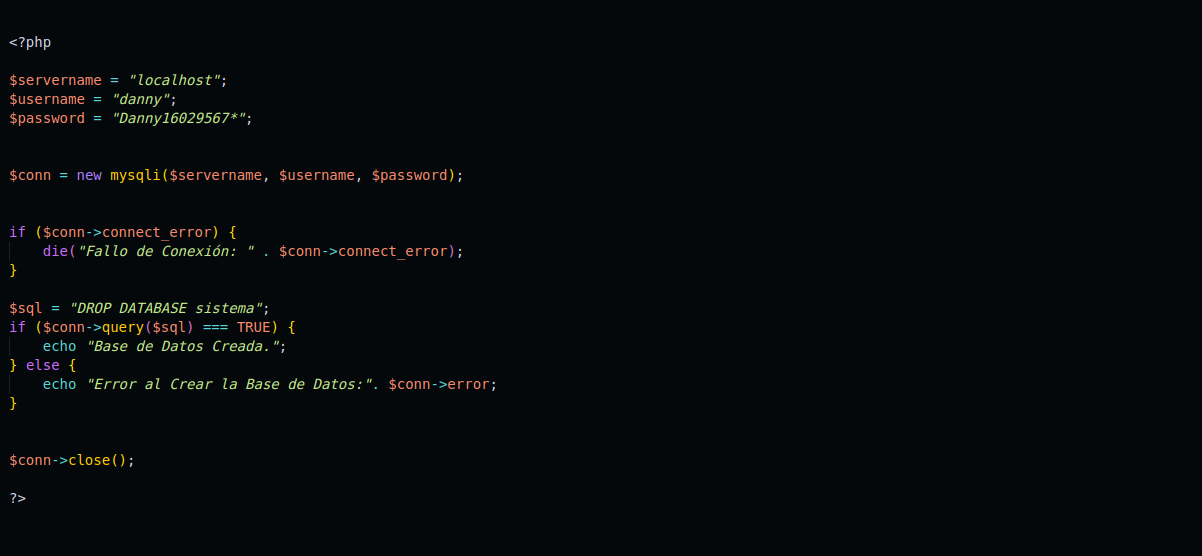 <?php
$servername = "localhost";
$username = "danny";
$password = "Danny16029567*";
$conn = new mysqli($servername, $username, $password);
if ($conn->connect_error) {
    die("Fallo de Conexión: " . $conn->connect_error);
}
$sql = "DROP DATABASE sistema";
if ($conn->query($sql) === TRUE) {
    echo "Base de Datos Creada.";
} else {
    echo "Error al Crear la Base de Datos:". $conn->error;
}
$conn->close();
?>